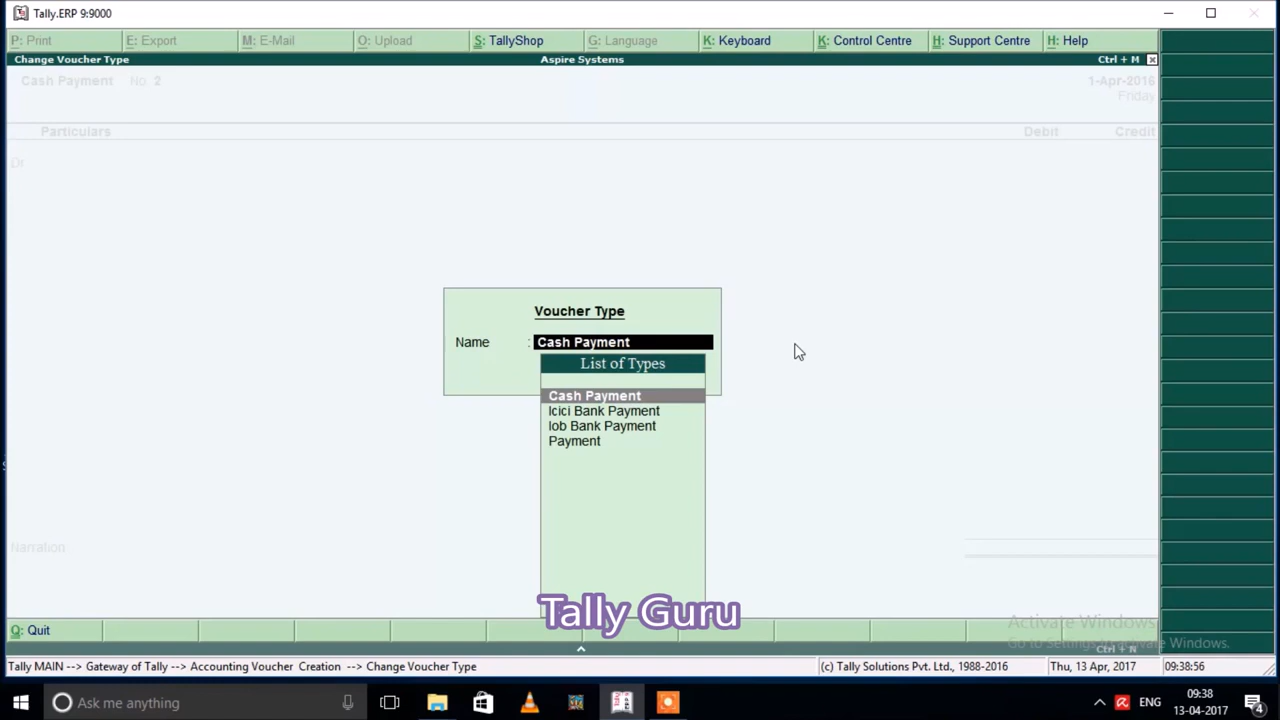 Tally.ERP 9:9000
P: Print E: Export M: E-Mail O: Upload S: TallyShop G: Language K: Keyboard K: Control Centre H: Support Centre H: Help
Change Voucher Type Aspire Systems Ctrl + M
Cash Payment No. 2 1-Apr-2016
Friday
Particulars Debit Credit
Dr
Voucher Type
Name : Cash Payment
List of Types
Cash Payment
Icici Bank Payment
Iob Bank Payment
Payment
Narration
Tally Guru
Activate Windows
Go to Settings to activate Windows.
Q: Quit
Ctrl + N
Tally MAIN --> Gateway of Tally --> Accounting Voucher Creation --> Change Voucher Type (c) Tally Solutions Pvt. Ltd., 1988-2016 Thu, 13 Apr, 2017 09:38:56
Ask me anything ENG 09:38
13-04-2017 4